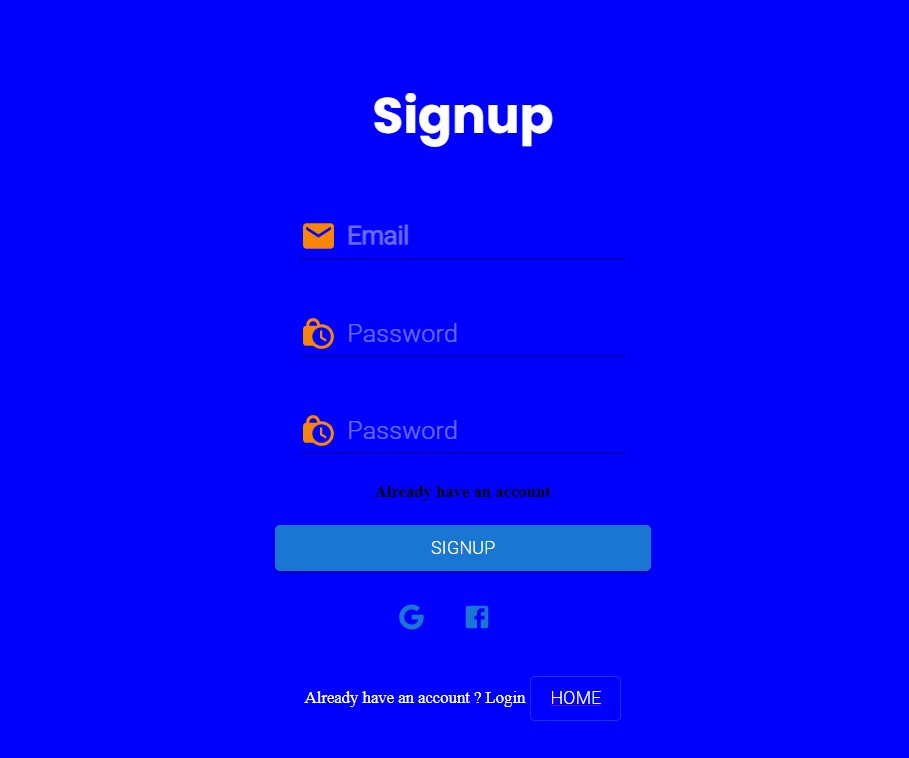 Signup
Email
Password
Password
Already have an account
SIGNUP
Already have an account ? Login HOME